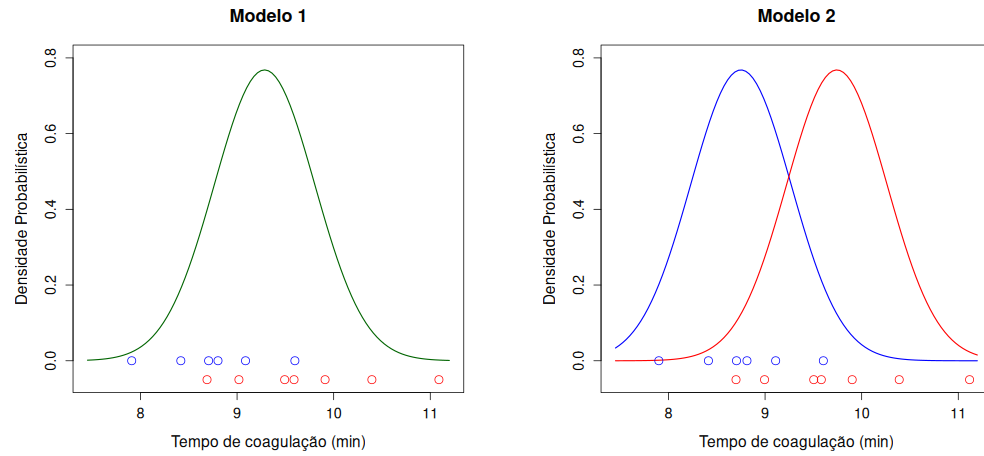 Modelo 1
Densidade Probabilística
0.0 0.2 0.4 0.6 0.8
8 9 10 11
Tempo de coagulação (min)
Modelo 2
Densidade Probabilística
0.0 0.2 0.4 0.6 0.8
8 9 10 11
Tempo de coagulação (min)